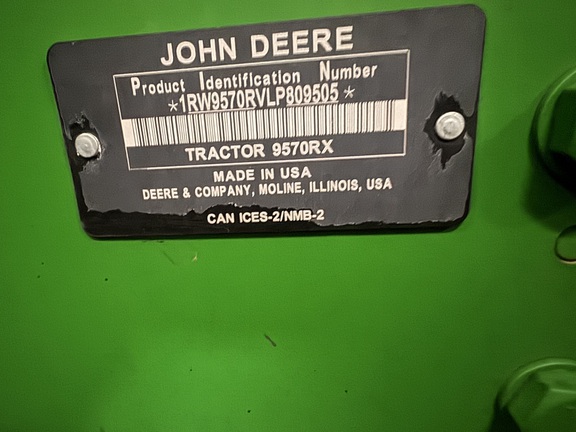 JOHN DEERE
Product Identification Number
*1RW9570RVLP809505*
TRACTOR 9570RX
MADE IN USA
DEERE & COMPANY, MOLINE, ILLINOIS, USA
CAN ICES-2/NMB-2